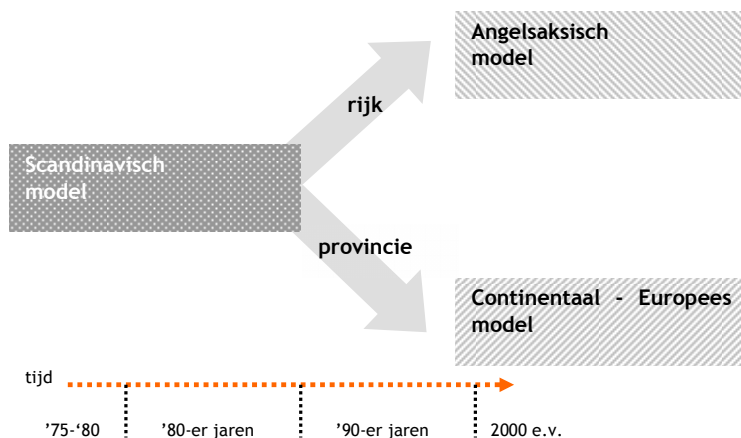 Angelsaksisch
model
rijk
Scandinavisch
model
provincie
Continentaal - Europees
model
tijd
’75-‘80
’80-er jaren
’90-er jaren
2000 e.v.